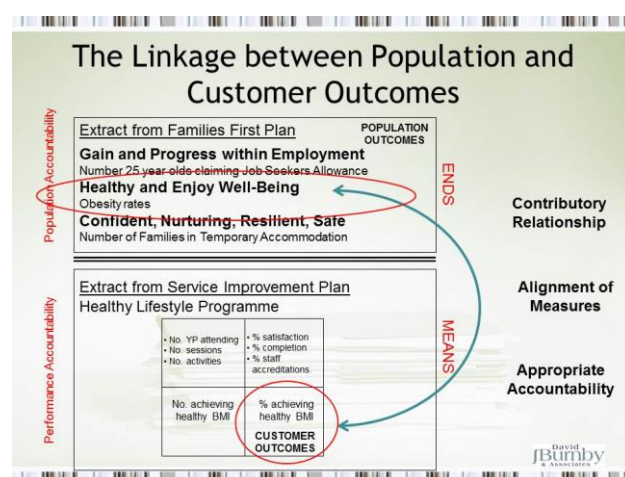 The Linkage between Population and
Customer Outcomes
Population Accountability
Extract from Families First Plan
POPULATION
OUTCOMES
Gain and Progress within Employment
Number 25 year olds claiming Job Seekers Allowance
Healthy and Enjoy Well-Being
Obesity rates
Confident, Nurturing, Resilient, Safe
Number of Families in Temporary Accommodation
ENDS
Contributory
Relationship
Performance Accountability
Extract from Service Improvement Plan
Healthy Lifestyle Programme
• No. YP attending
• No. sessions
• No. activities
• % satisfaction
• % completion
• % staff
accreditations
No. achieving
healthy BMI
% achieving
healthy BMI
CUSTOMER
OUTCOMES
MEANS
Alignment of
Measures
Appropriate
Accountability
David
Burnby
& Associates